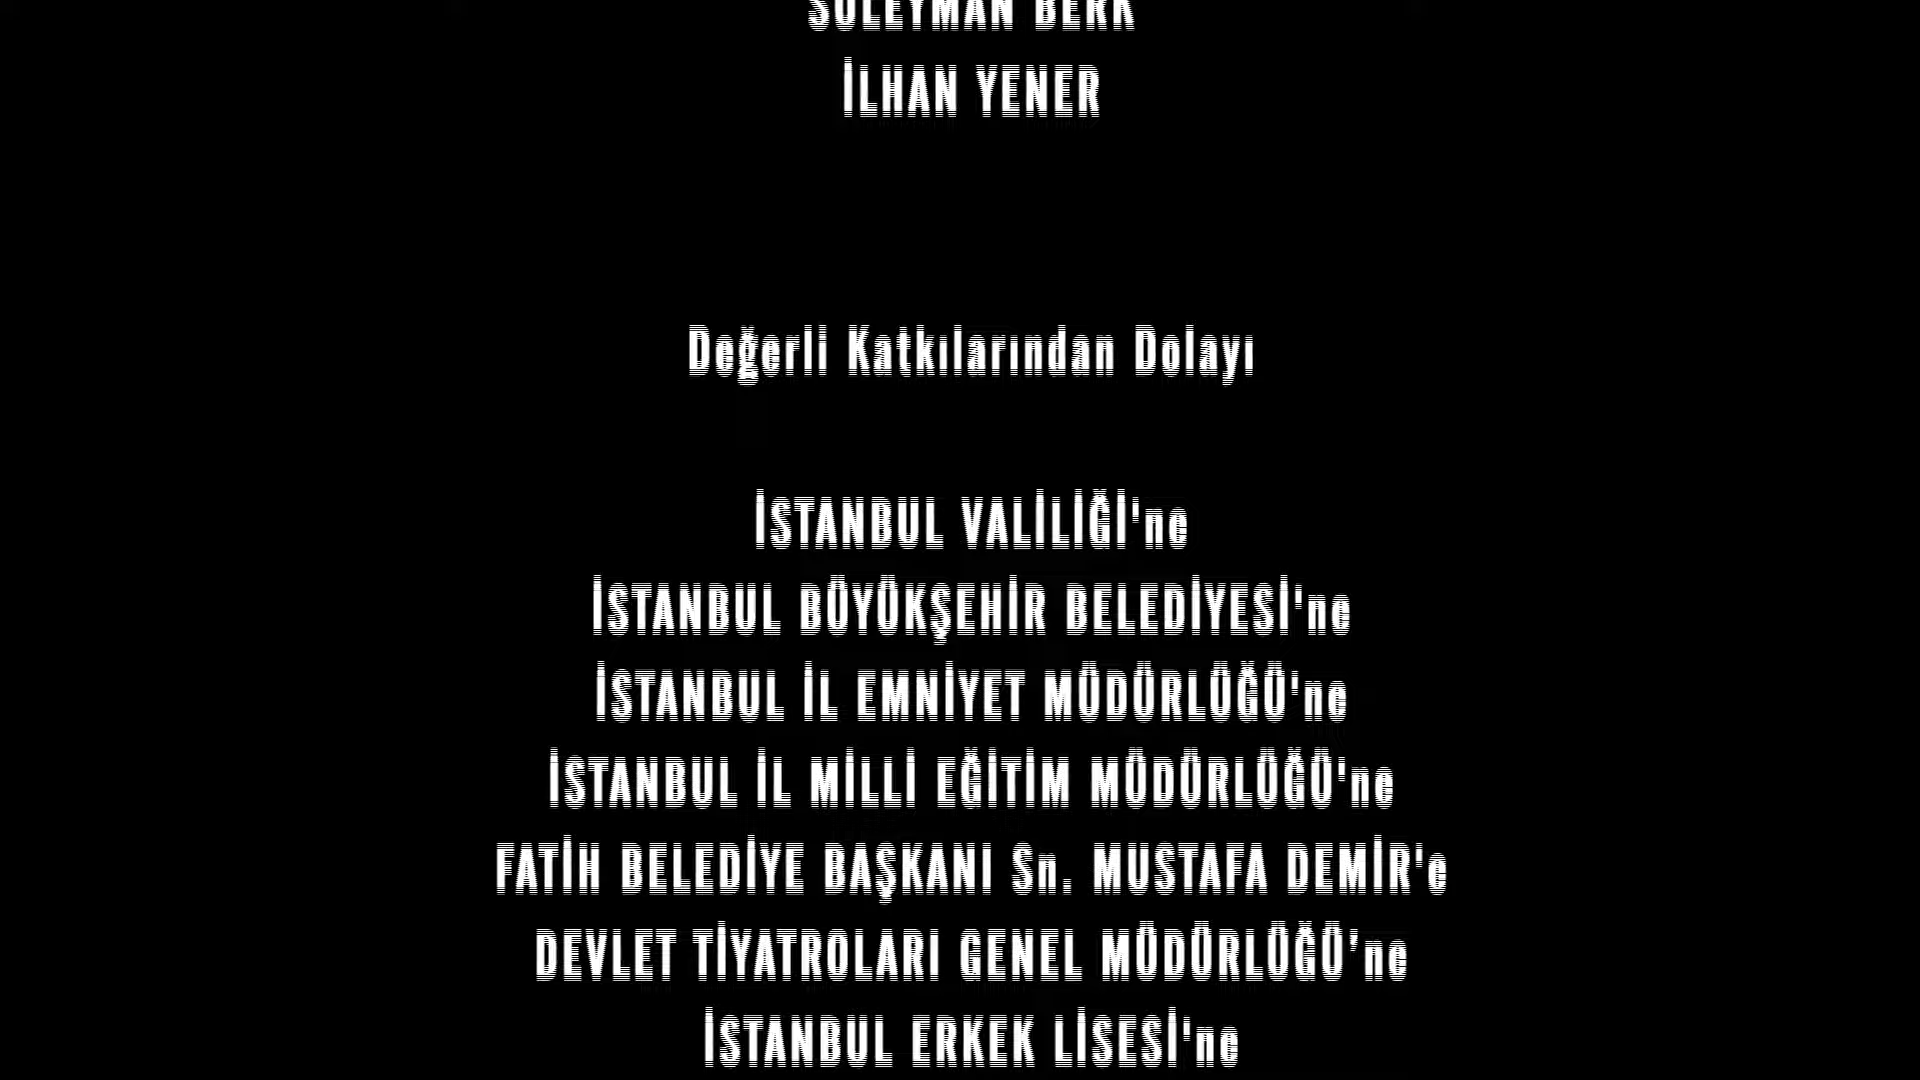 SÜLEYMAN BERK
İLHAN YENER
Değerli Katkılarından Dolayı
İSTANBUL VALİLİĞİ'ne
İSTANBUL BÜYÜKŞEHİR BELEDİYESİ'ne
İSTANBUL İL EMNİYET MÜDÜRLÜĞÜ'ne
İSTANBUL İL MİLLİ EĞİTİM MÜDÜRLÜĞÜ'ne
FATİH BELEDİYE BAŞKANI Sn. MUSTAFA DEMİR'e
DEVLET TİYATROLARI GENEL MÜDÜRLÜĞÜ’ne
İSTANBUL ERKEK LİSESİ'ne